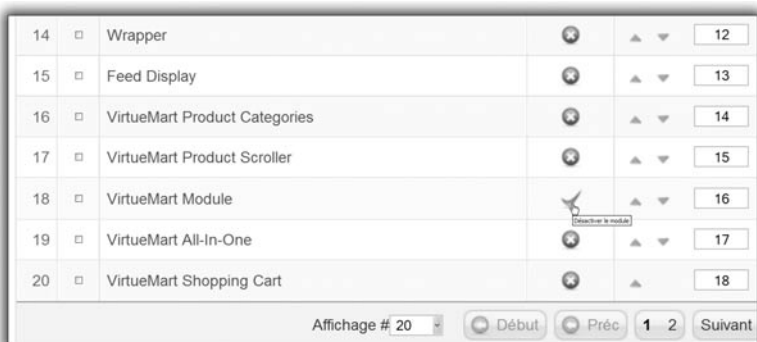 14 Wrapper 12
15 Feed Display 13
16 VirtueMart Product Categories 14
17 VirtueMart Product Scroller 15
18 VirtueMart Module 16
Désactiver le module
19 VirtueMart All-In-One 17
20 VirtueMart Shopping Cart 18
Affichage # 20 Début Préc 1 2 Suivant